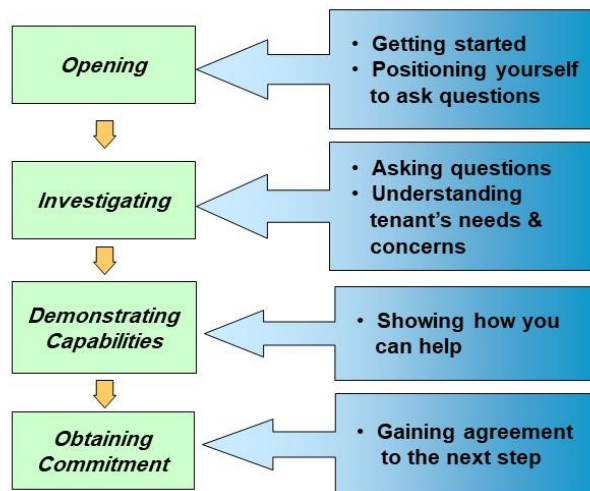 Opening
• Getting started
• Positioning yourself
to ask questions
Investigating
• Asking questions
• Understanding
tenant's needs &
concerns
Demonstrating
Capabilities
• Showing how you
can help
Obtaining
Commitment
• Gaining agreement
to the next step